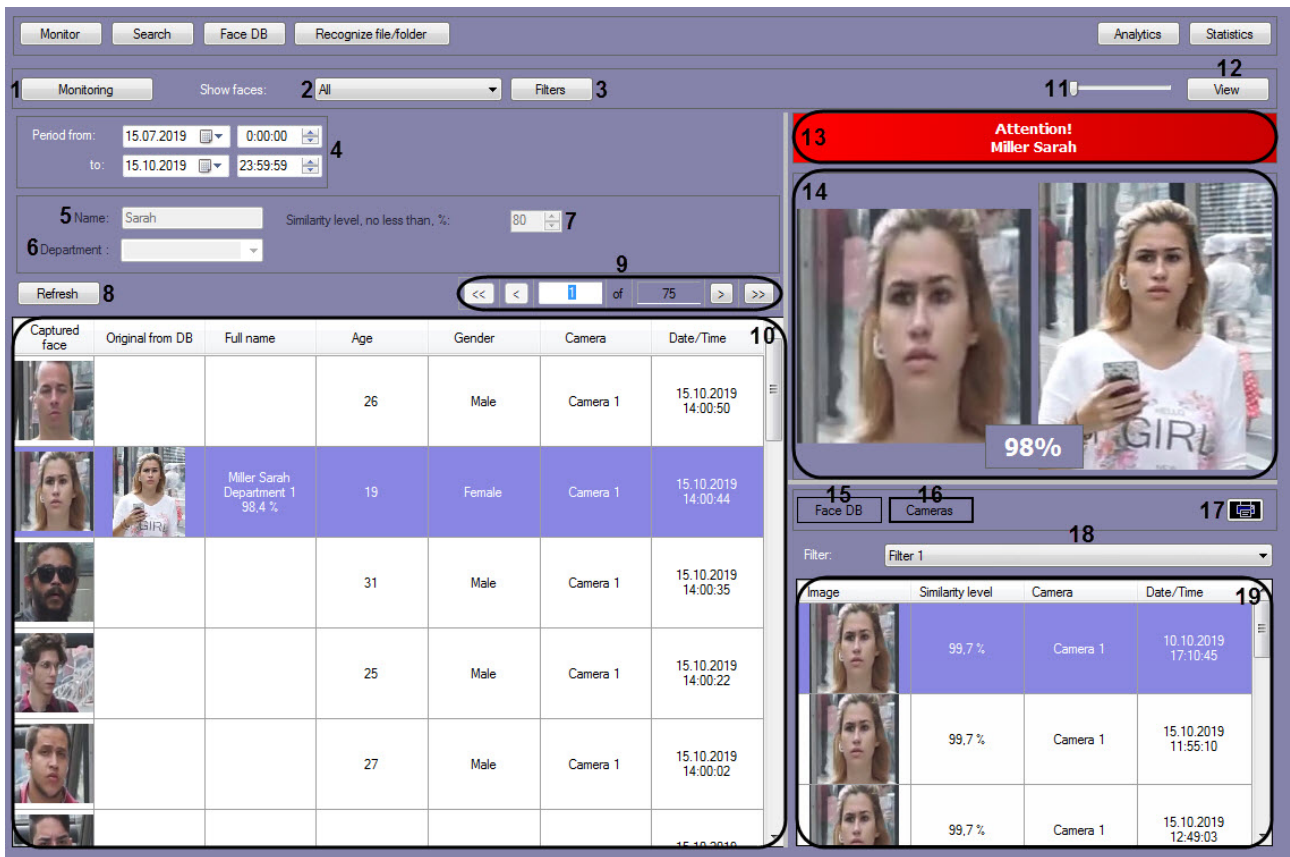 Monitor Search Face DB Recognize file/folder Analytics Statistics
12
1 Monitoring Show faces: 2 All Filters 3 11 View
Period from: 15.07.2019 0:00:00
4
to: 15.10.2019 23:59:59
13 Attention!
Miller Sarah
14
5 Name: Sarah Similarity level, no less than, %: 80 7
6 Department :
9
Refresh 8 << < 1 of 75 > >>
Captured face Original from DB Full name Age Gender Camera Date/Time 10
26 Male Camera 1 15.10.2019
14:00:50
Miller Sarah
Department 1
98,4 %
19 Female Camera 1 15.10.2019
14:00:44
GIRL
31 Male Camera 1 15.10.2019
14:00:35
25 Male Camera 1 15.10.2019
14:00:22
27 Male Camera 1 15.10.2019
14:00:02
HELLO
GIRL
98%
15 16
Face DB Cameras 17
18
Filter: Filter 1
Image Similarity level Camera Date/Time 19
99,7 % Camera 1 10.10.2019
17:10:45
99,7 % Camera 1 15.10.2019
11:55:10
99,7 % Camera 1 15.10.2019
12:49:03